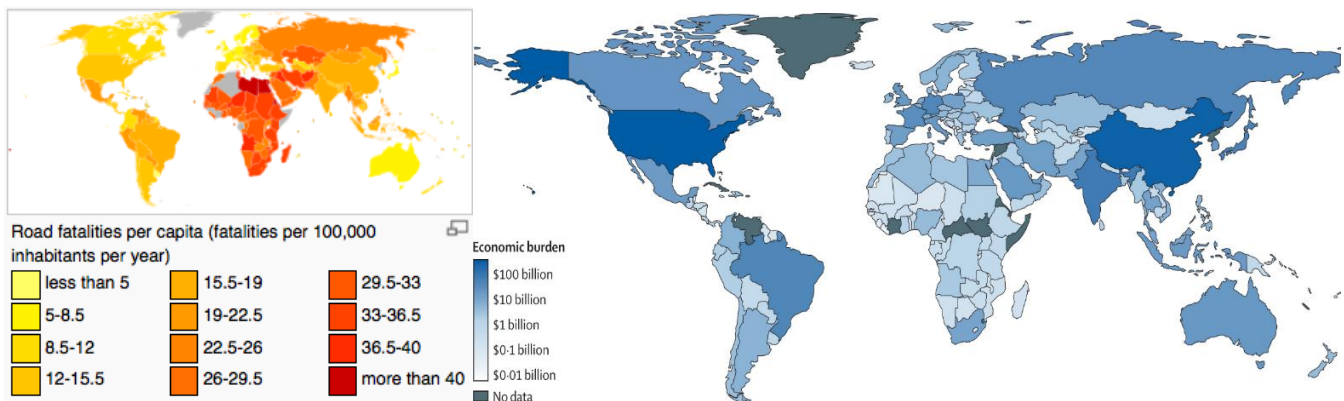 Road fatalities per capita (fatalities per 100,000
inhabitants per year)
less than 5
5-8.5
8.5-12
12-15.5
15.5-19
19-22.5
22.5-26
26-29.5
29.5-33
33-36.5
36.5-40
more than 40
Economic burden
$100 billion
$10 billion
$1 billion
$0·1 billion
$0·01 billion
No data